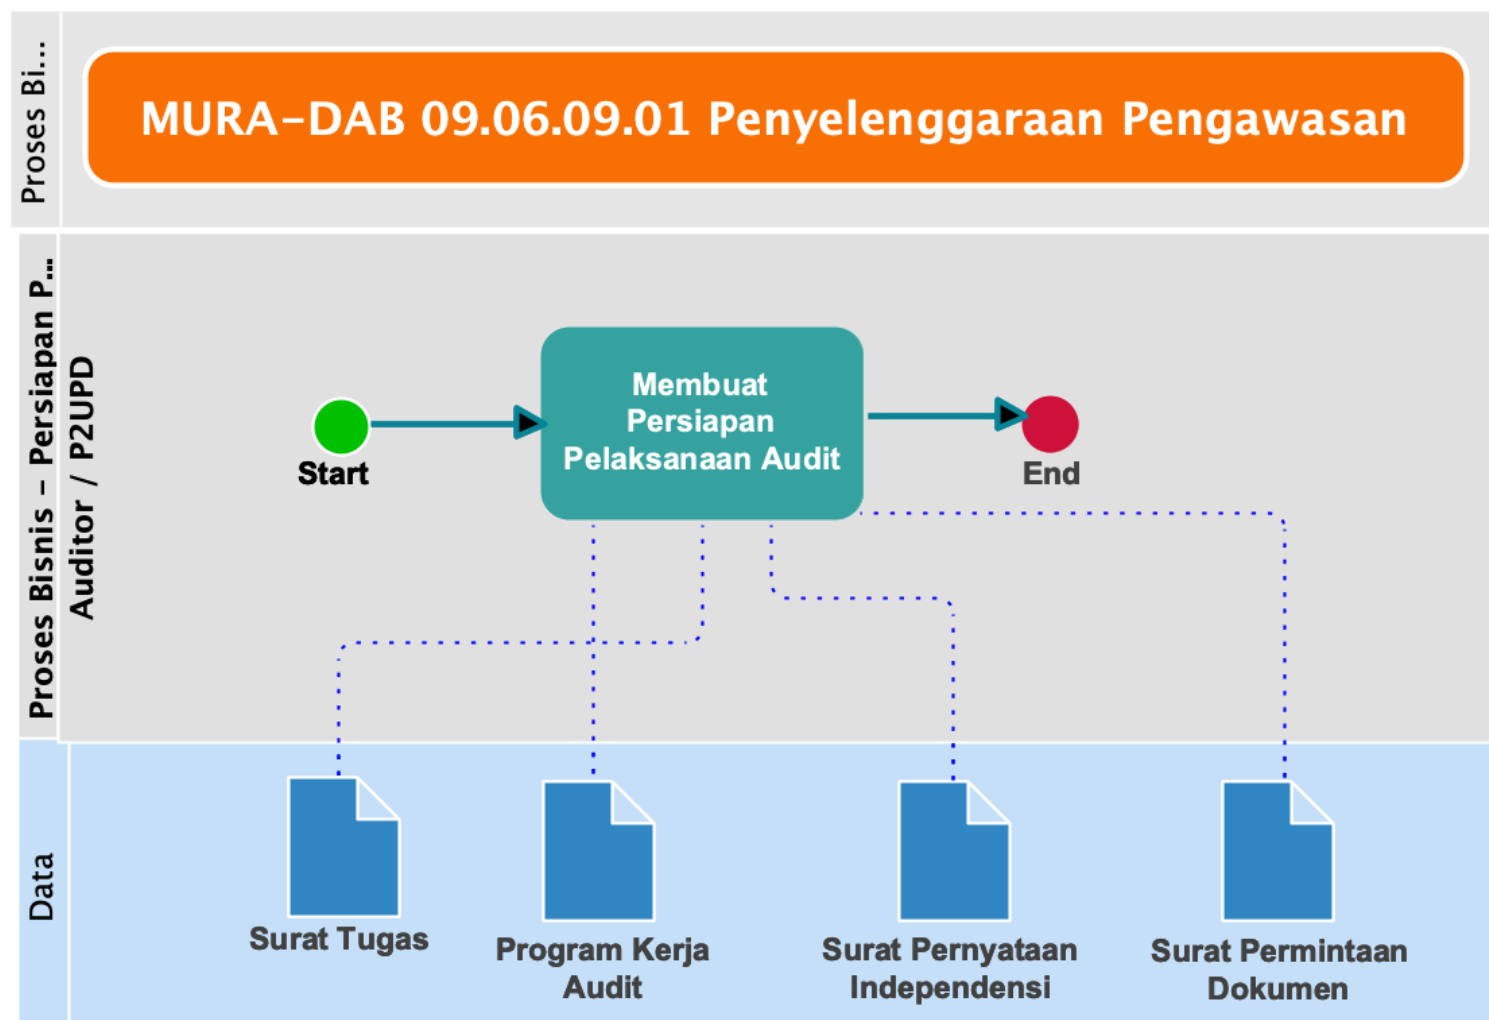 Proses Bi...
MURA-DAB 09.06.09.01 Penyelenggaraan Pengawasan
Proses Bisnis - Persiapan P...
Auditor / P2UPD
Start
Membuat
Persiapan
Pelaksanaan Audit
End
Data
Surat Tugas
Program Kerja
Audit
Surat Pernyataan
Independensi
Surat Permintaan
Dokumen